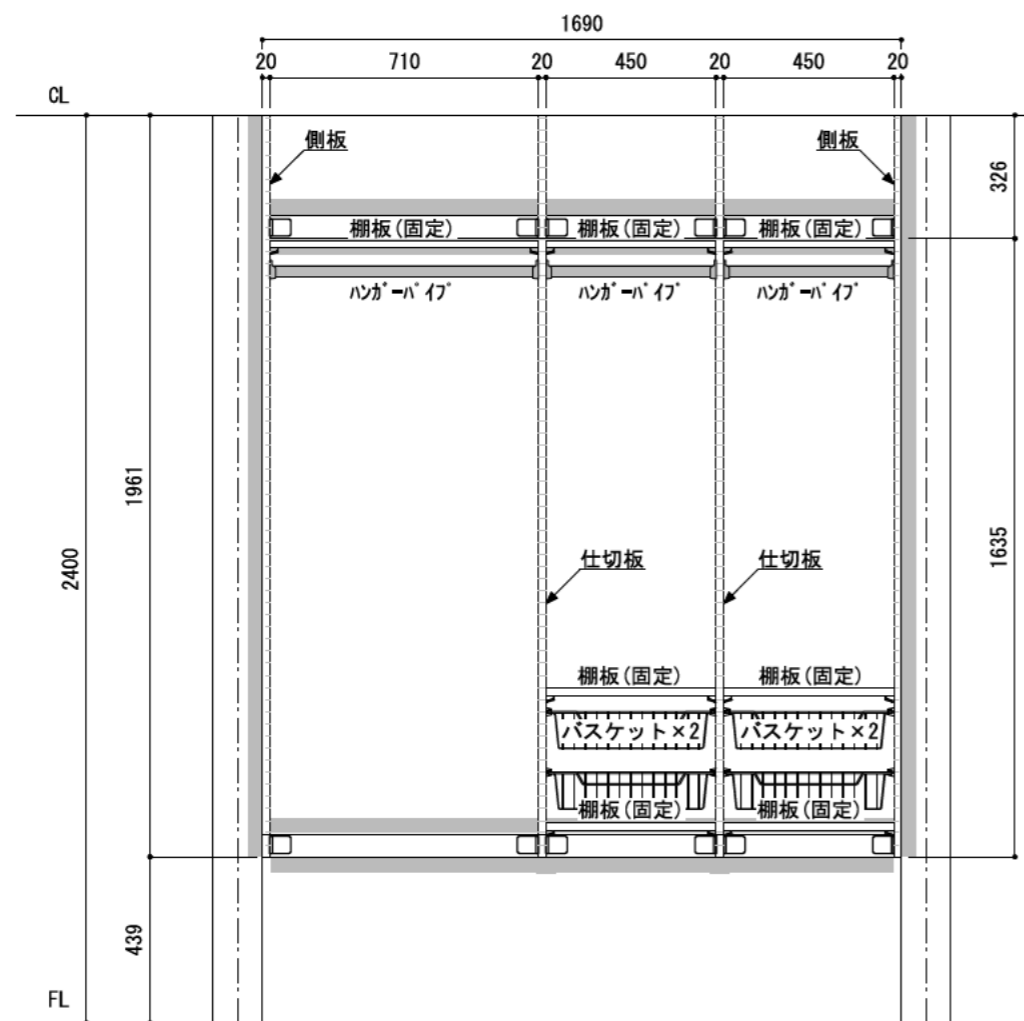 1690
20 710 20 450 20 450 20
CL
側板 側板
326
棚板(固定) 棚板(固定) 棚板(固定)
ﾊﾝｶﾞｰﾊﾟｲﾌﾟ ﾊﾝｶﾞｰﾊﾟｲﾌﾟ ﾊﾝｶﾞｰﾊﾟｲﾌﾟ
1961
2400
1635
仕切板 仕切板
棚板(固定) 棚板(固定)
バスケット×2 バスケット×2
棚板(固定) 棚板(固定)
439
FL